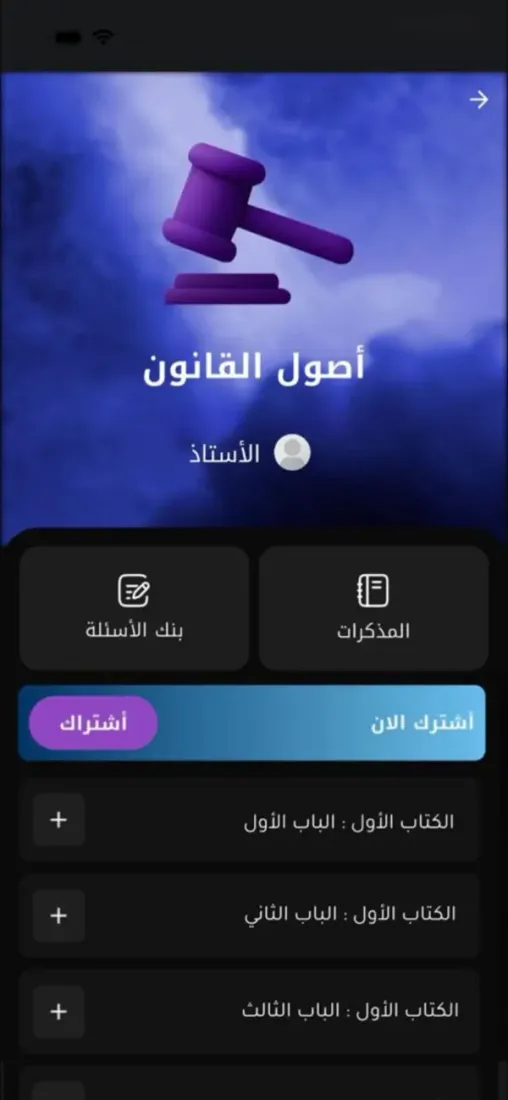 أصول القانون
الأستاذ
المذكرات
بنك الأسئلة
أشترك الان
أشتراك
الكتاب الأول : الباب الأول
الكتاب الأول : الباب الثاني
الكتاب الأول : الباب الثالث